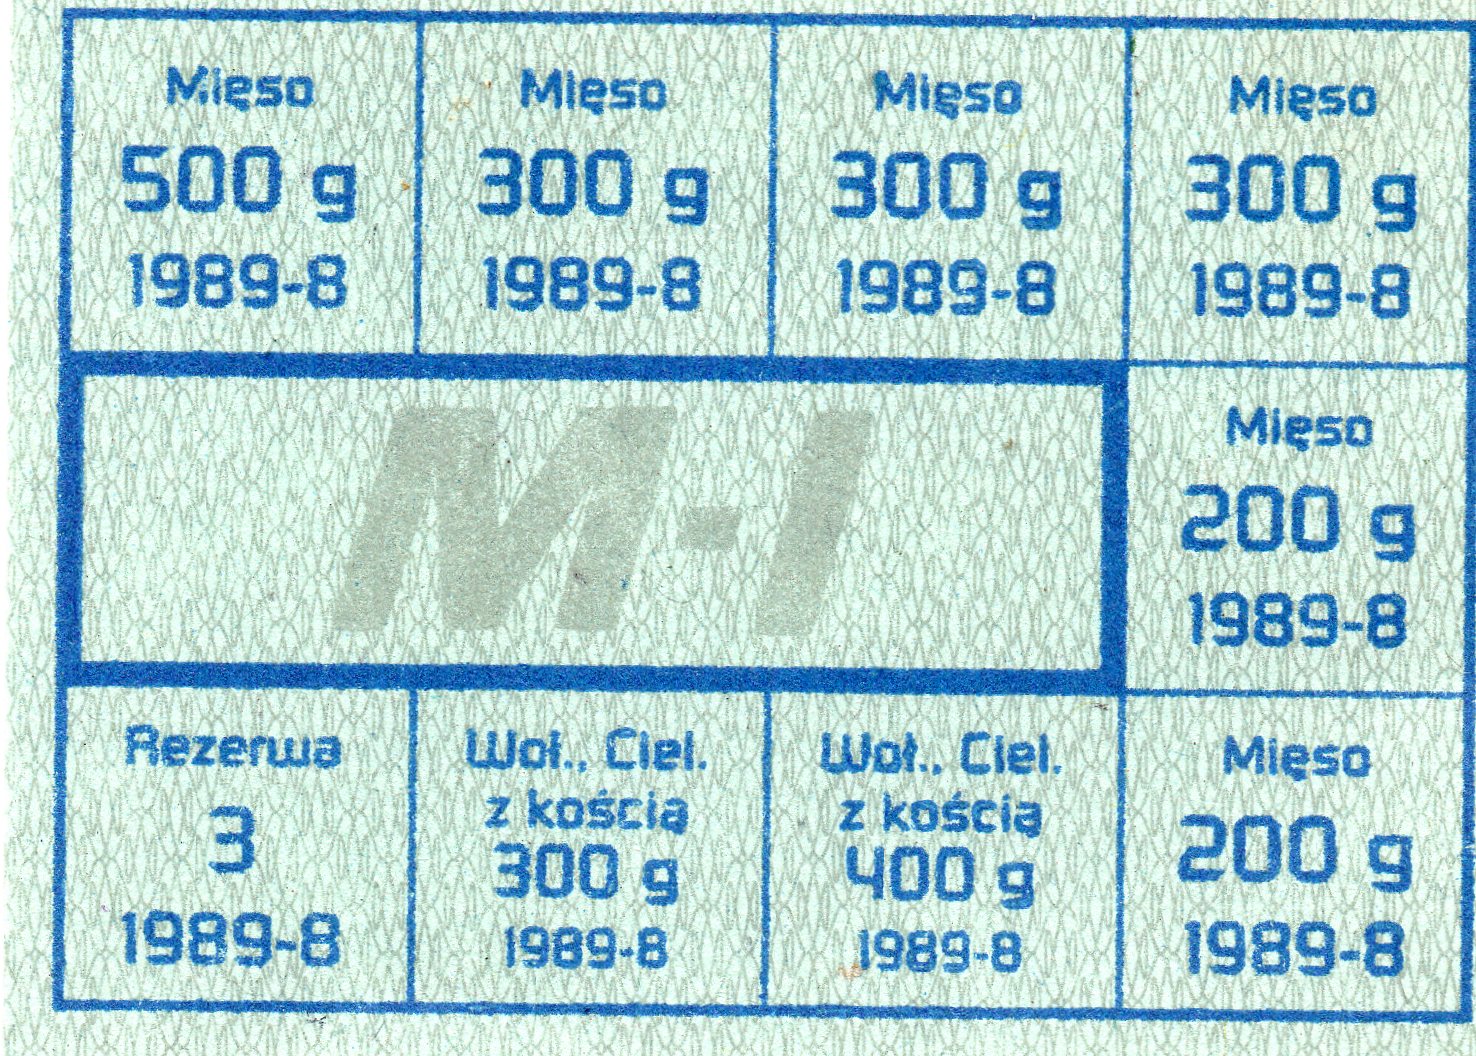 Mięso
500 g
1989-8
Mięso
300 g
1989-8
Mięso
300 g
1989-8
Mięso
300 g
1989-8
M-I
Mięso
200 g
1989-8
Rezerwa
3
1989-8
Woł., Ciel.
z kością
300 g
1989-8
Woł., Ciel.
z kością
400 g
1989-8
Mięso
200 g
1989-8